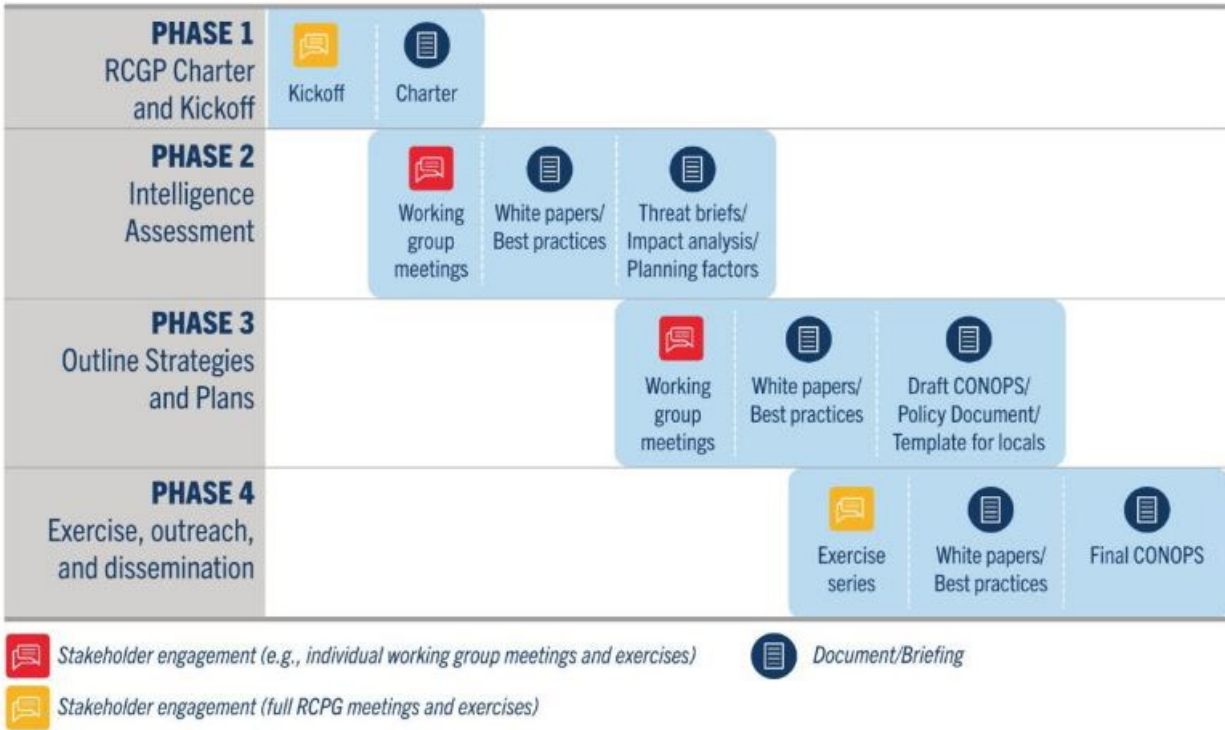 PHASE 1
RCGP Charter
and Kickoff
Kickoff
Charter
PHASE 2
Intelligence
Assessment
Working
group
meetings
White papers/
Best practices
Threat briefs/
Impact analysis/
Planning factors
PHASE 3
Outline Strategies
and Plans
Working
group
meetings
White papers/
Best practices
Draft CONOPS/
Policy Document/
Template for locals
PHASE 4
Exercise, outreach,
and dissemination
Exercise
series
White papers/
Best practices
Final CONOPS
Stakeholder engagement (e.g., individual working group meetings and exercises)
Document/Briefing
Stakeholder engagement (full RCPG meetings and exercises)